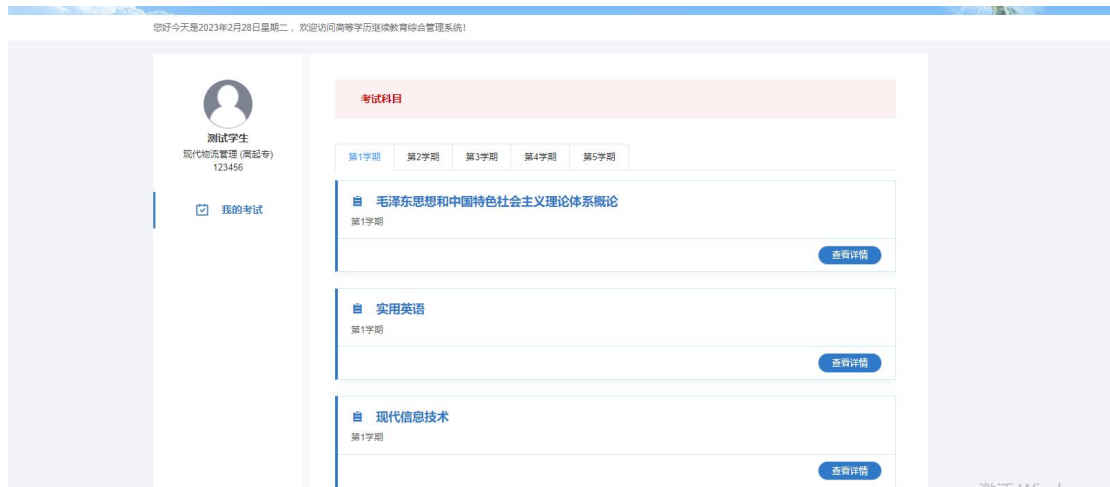 您好今天是2023年2月28日星期二，欢迎访问高等学历继续教育综合管理系统！
测试学生
现代物流管理 (高起专)
123456
我的考试
考试科目
第1学期 第2学期 第3学期 第4学期 第5学期
毛泽东思想和中国特色社会主义理论体系概论
第1学期
查看详情
实用英语
第1学期
查看详情
现代信息技术
第1学期
查看详情